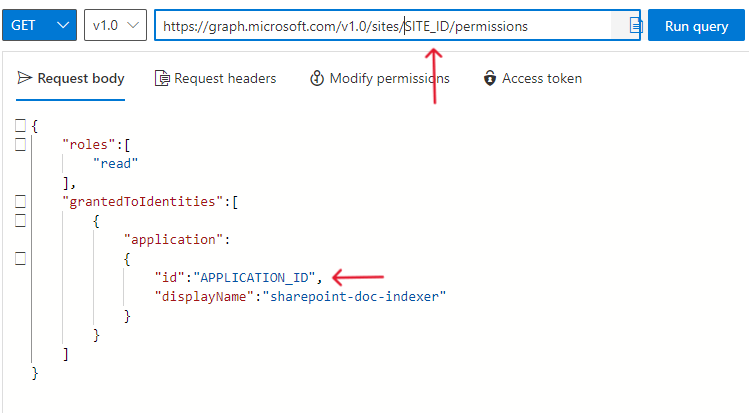 GET v1.0 https://graph.microsoft.com/v1.0/sites/SITE_ID/permissions Run query
Request body Request headers Modify permissions Access token
{
"roles":[
"read"
],
"grantedToIdentities":[
{
"application":
{
"id":"APPLICATION_ID",
"displayName":"sharepoint-doc-indexer"
}
}
]
}